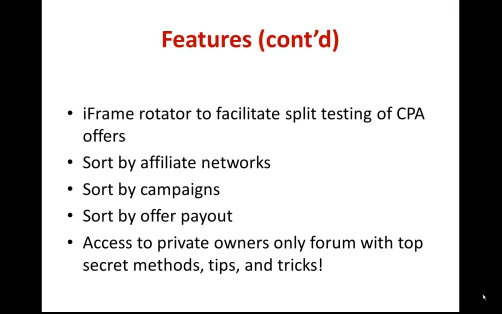 Features (cont’d)
• iFrame rotator to facilitate split testing of CPA
offers
• Sort by affiliate networks
• Sort by campaigns
• Sort by offer payout
• Access to private owners only forum with top
secret methods, tips, and tricks!